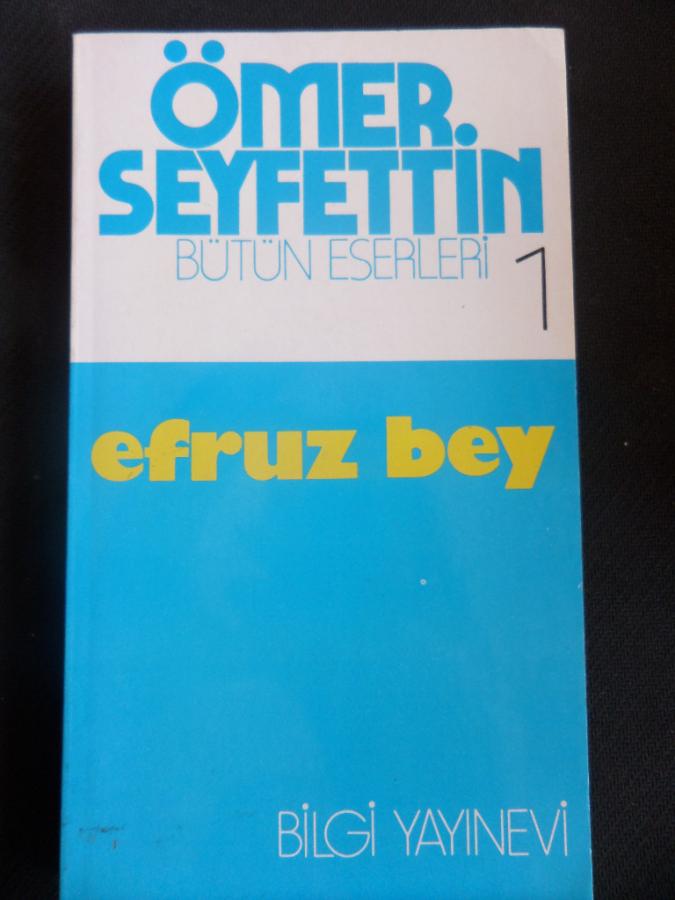 ÖMER
SEYFETTİN
BÜTÜN ESERLERİ 1
efruz bey
BİLGİ YAYINEVİ